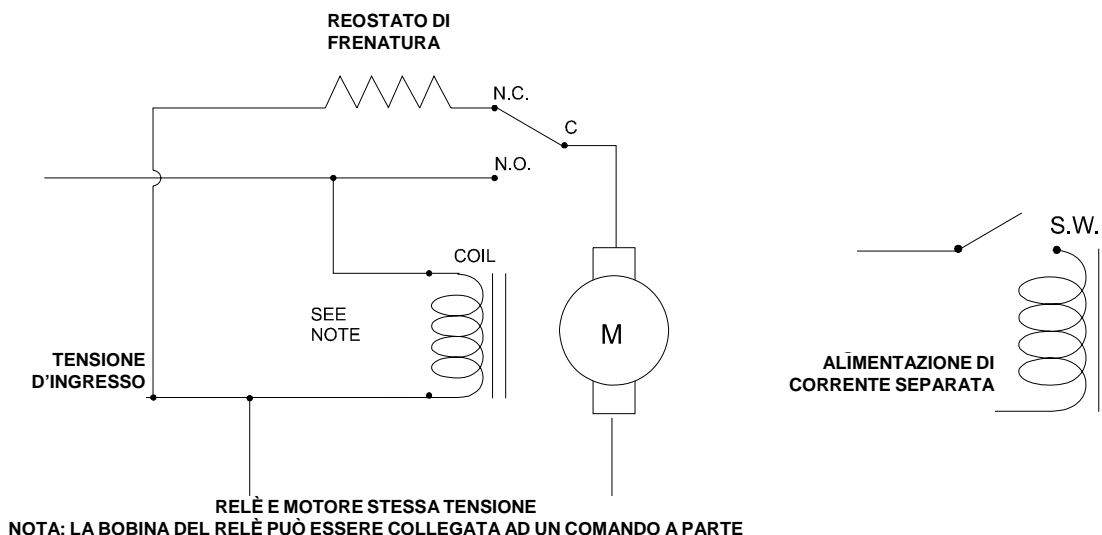 REOSTATO DI
FRENATURA
N.C.
C
N.O.
COIL
SEE
NOTE
M
TENSIONE
D'INGRESSO
S.W.
ALIMENTAZIONE DI
CORRENTE SEPARATA
RELÈ E MOTORE STESSA TENSIONE
NOTA: LA BOBINA DEL RELÈ PUÒ ESSERE COLLEGATA AD UN COMANDO A PARTE